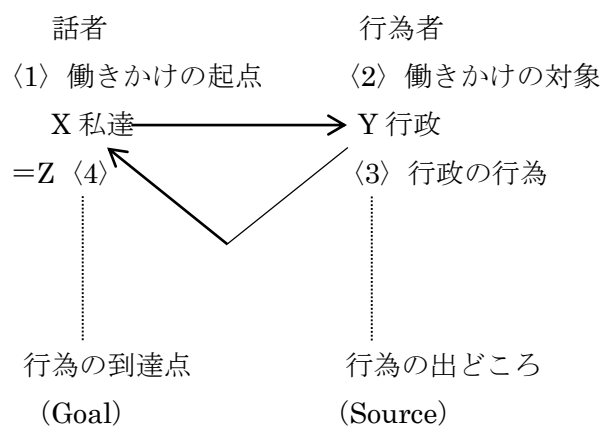 話者 行為者
〈1〉働きかけの起点 〈2〉働きかけの対象
X 私達 Y 行政
＝Z〈4〉 〈3〉行政の行為
行為の到達点 行為の出どころ
（Goal） （Source）